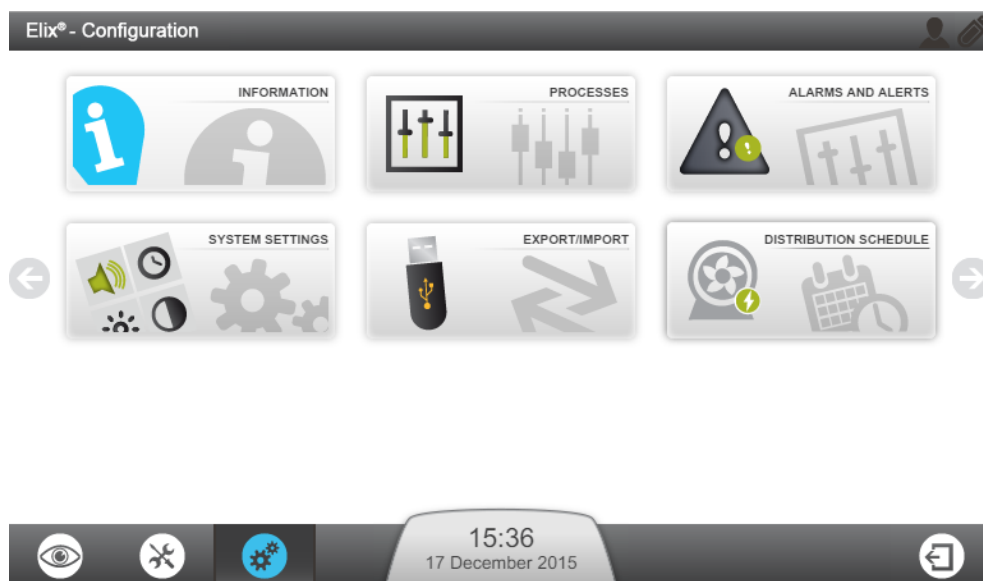 Elix® - Configuration
INFORMATION
PROCESSES
ALARMS AND ALERTS
SYSTEM SETTINGS
EXPORT/IMPORT
DISTRIBUTION SCHEDULE
15:36
17 December 2015